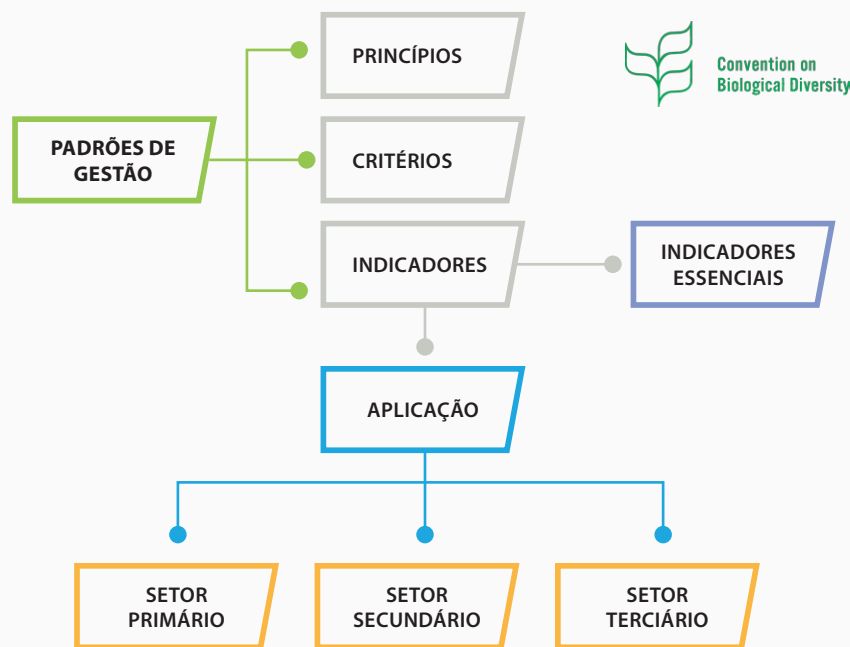 PRINCÍPIOS
Convention on
Biological Diversity
PADRÕES DE
GESTÃO
CRITÉRIOS
INDICADORES
INDICADORES
ESSENCIAIS
APLICAÇÃO
SETOR
PRIMÁRIO
SETOR
SECUNDÁRIO
SETOR
TERCIÁRIO